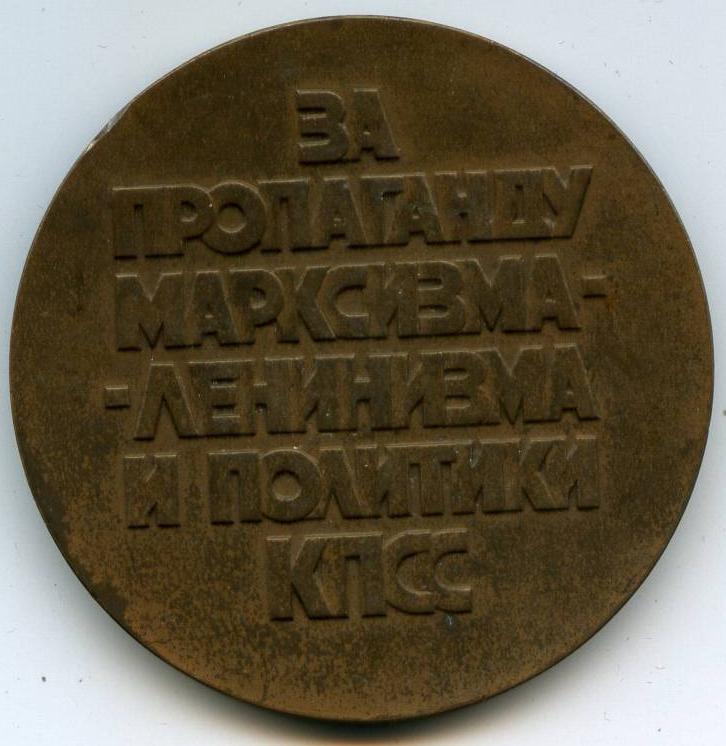 ЗА
ПРОПАГАНДУ
МАРКСИЗМА-
-ЛЕНИНИЗМА
И ПОЛИТИКИ
КПСС